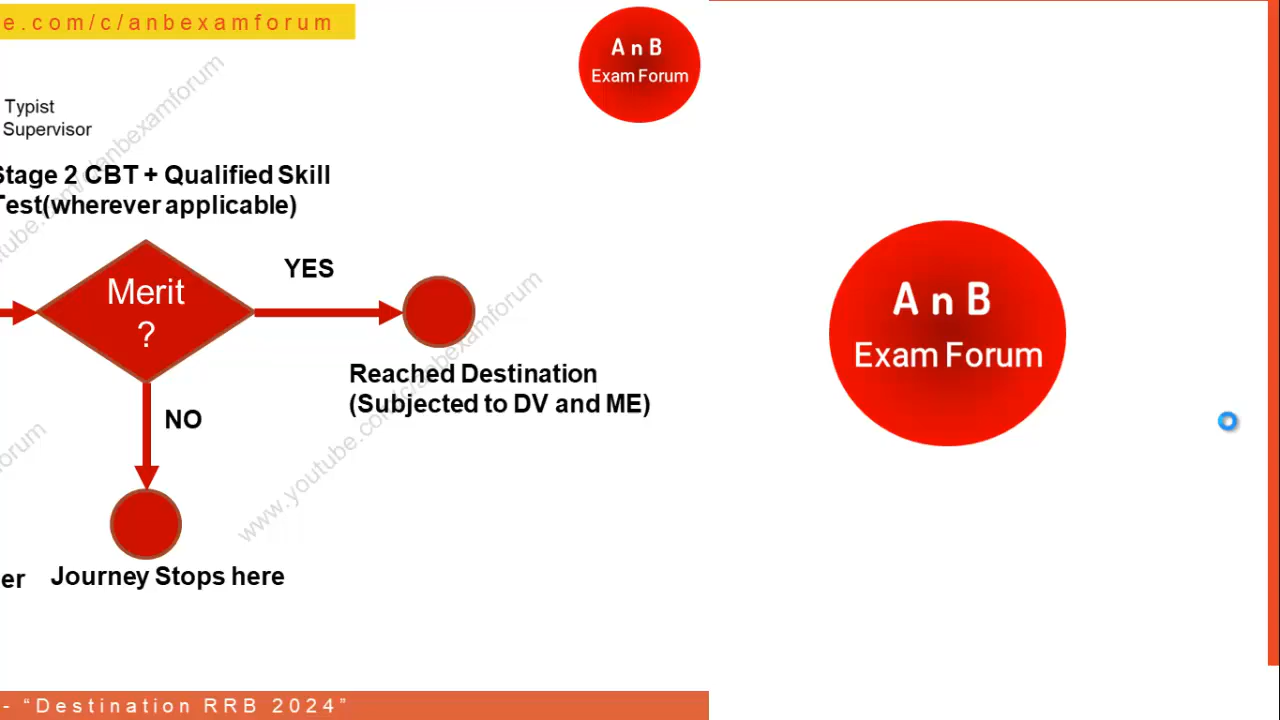 e.com/c/anbexamforum
A n B
Exam Forum
Typist
Supervisor
Stage 2 CBT + Qualified Skill
Test(wherever applicable)
Merit
?
YES
NO
Reached Destination
(Subjected to DV and ME)
er
Journey Stops here
A n B
Exam Forum
www.youtube.com/c/anbexamforum
- “Destination RRB 2024”